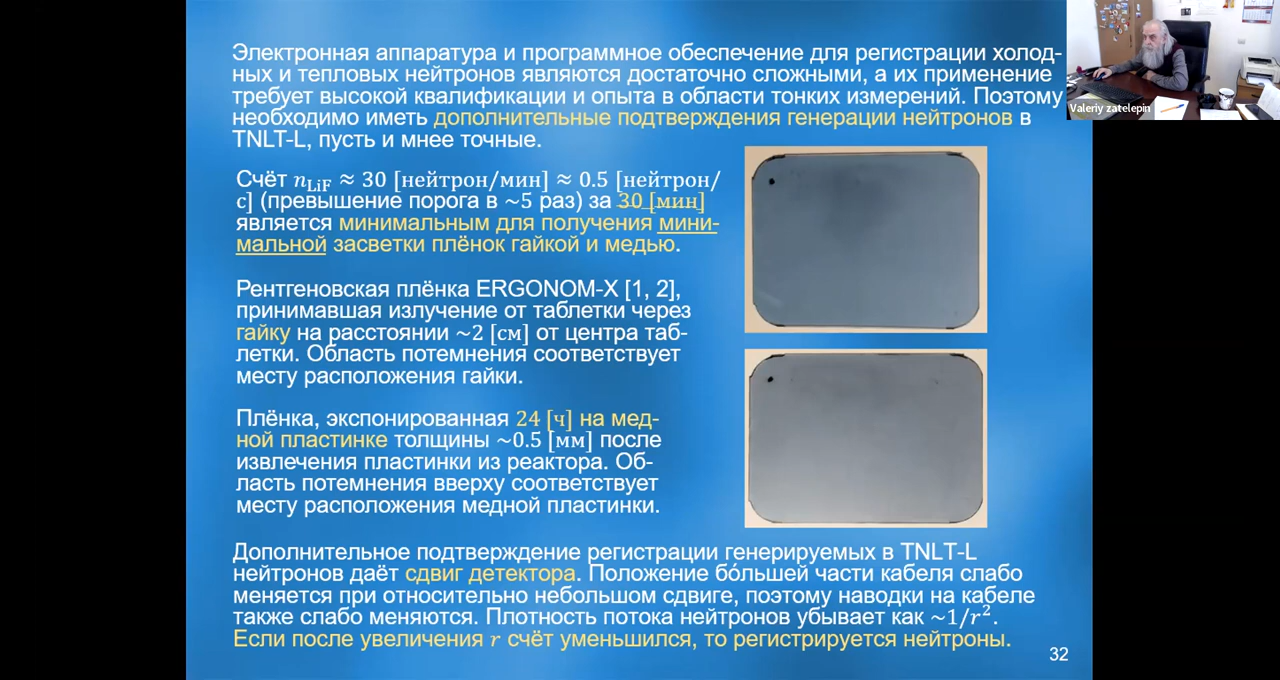 Электронная аппаратура и программное обеспечение для регистрации холод-
ных и тепловых нейтронов являются достаточно сложными, а их применение
требует высокой квалификации и опыта в области тонких измерений. Поэтому
необходимо иметь дополнительные подтверждения генерации нейтронов в
TNLT-L, пусть и мнее точные.
Счёт n_LiF ≈ 30 [нейтрон/мин] ≈ 0.5 [нейтрон/
с] (превышение порога в ~5 раз) за 30 [мин]
является минимальным для получения мини-
мальной засветки плёнок гайкой и медью.
Рентгеновская плёнка ERGONOM-X [1, 2],
принимавшая излучение от таблетки через
гайку на расстоянии ~2 [см] от центра таб-
летки. Область потемнения соответствует
месту расположения гайки.
Плёнка, экспонированная 24 [ч] на мед-
ной пластинке толщины ~0.5 [мм] после
извлечения пластинки из реактора. Об-
ласть потемнения вверху соответствует
месту расположения медной пластинки.
Дополнительное подтверждение регистрации генерируемых в TNLT-L
нейтронов даёт сдвиг детектора. Положение бо́льшей части кабеля слабо
меняется при относительно небольшом сдвиге, поэтому наводки на кабеле
также слабо меняются. Плотность потока нейтронов убывает как ~1/r².
Если после увеличения r счёт уменьшился, то регистрируется нейтроны.
32
Valeriy zatelepin